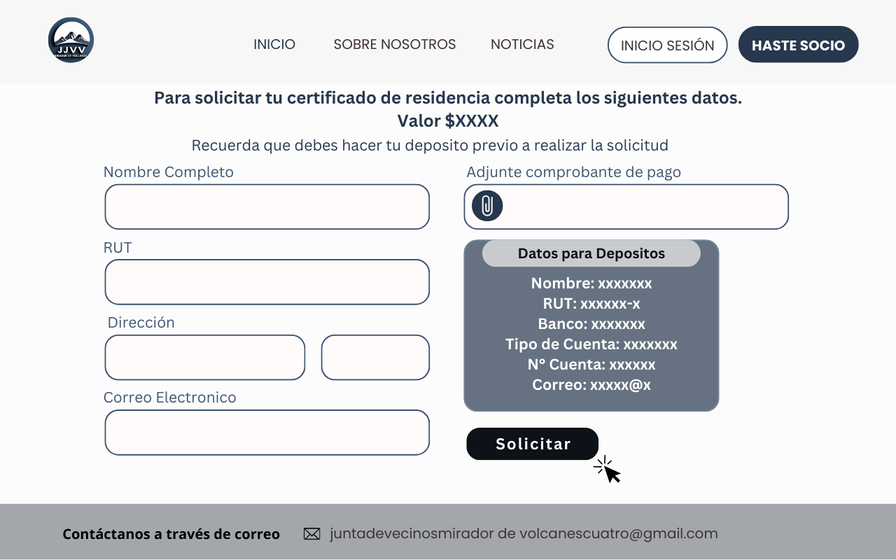 JJVV
INICIO
SOBRE NOSOTROS
NOTICIAS
INICIO SESIÓN
HASTE SOCIO
Para solicitar tu certificado de residencia completa los siguientes datos.
Valor $XXXX
Recuerda que debes hacer tu deposito previo a realizar la solicitud
Nombre Completo
RUT
Dirección
Correo Electronico
Adjunte comprobante de pago
Datos para Depositos
Nombre: xxxxxxx
RUT: xxxxxx-x
Banco: xxxxxxx
Tipo de Cuenta: xxxxxxx
N° Cuenta: xxxxxx
Correo: xxxxx@x
Solicitar
Contáctanos a través de correo
juntadevecinosmirador de volcanescuatro@gmail.com